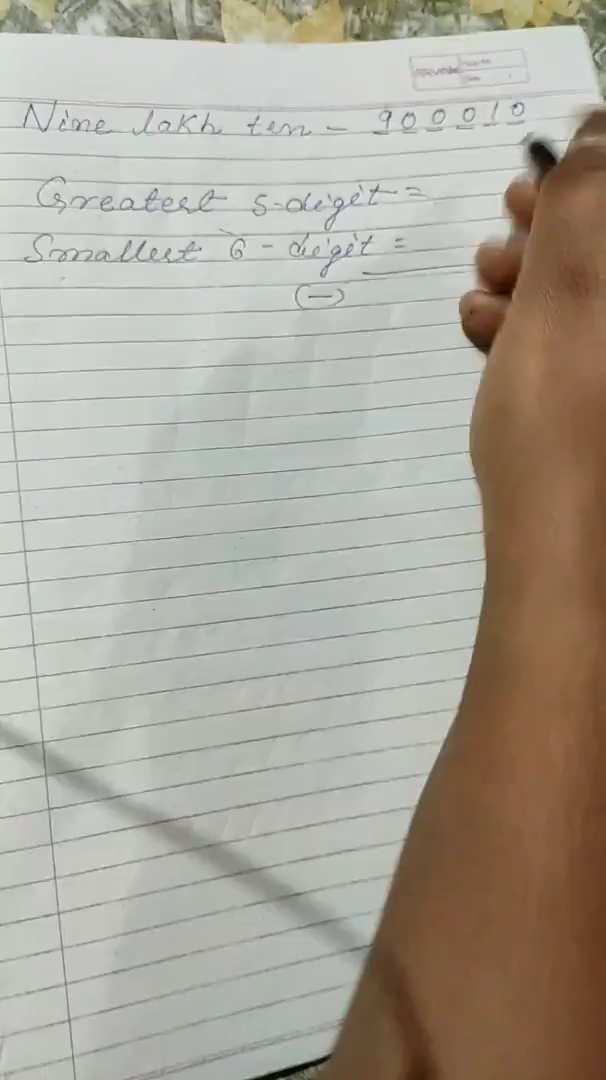 Nine lakh ten - 900010
Greatest 5-digit =
Smallest 6-digit =
(-)